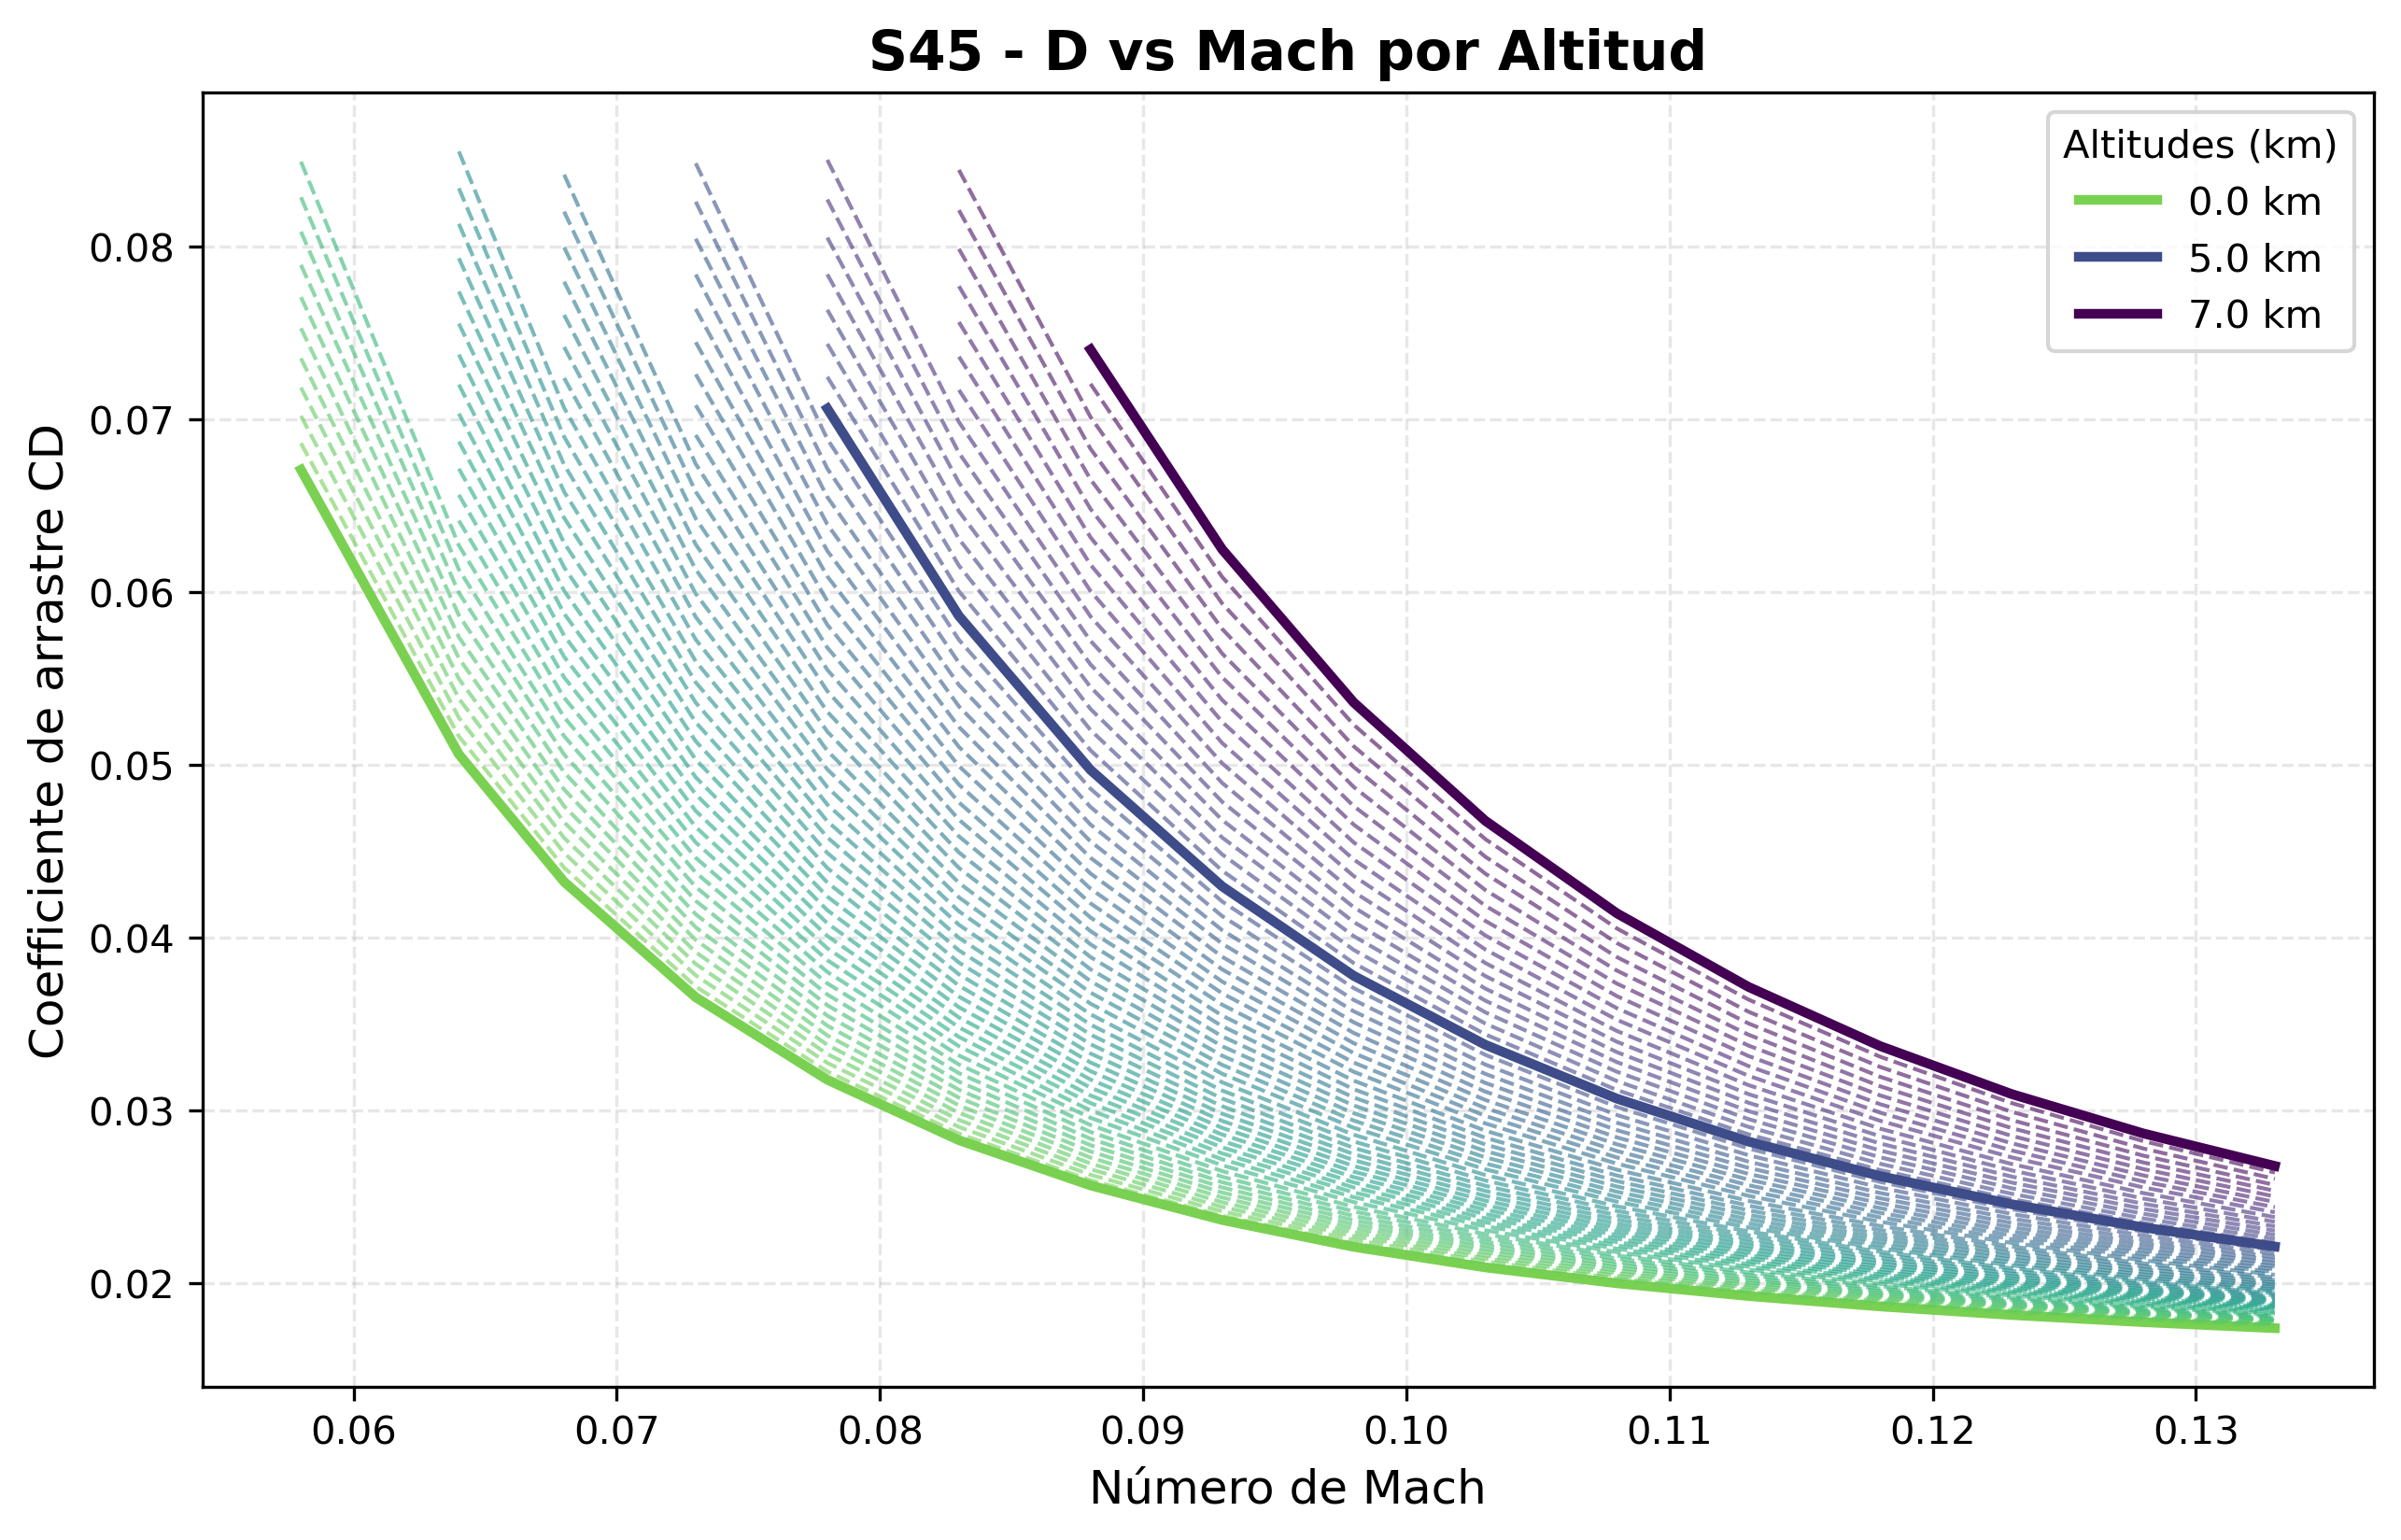 S45 - D vs Mach por Altitud
Altitudes (km)
0.0 km
5.0 km
7.0 km
Coefficiente de arrastre CD
0.08
0.07
0.06
0.05
0.04
0.03
0.02
0.06 0.07 0.08 0.09 0.10 0.11 0.12 0.13
Número de Mach